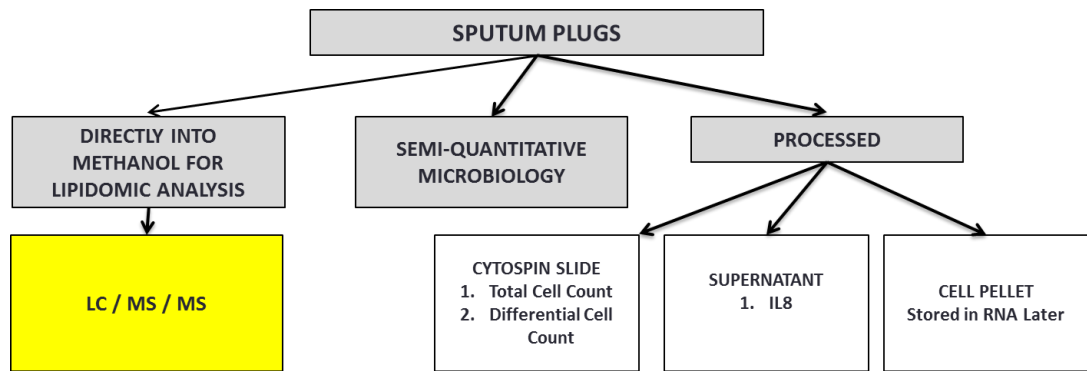 SPUTUM PLUGS
DIRECTLY INTO
METHANOL FOR
LIPIDOMIC ANALYSIS
SEMI-QUANTITATIVE
MICROBIOLOGY
PROCESSED
LC / MS / MS
CYTOSPIN SLIDE
1. Total Cell Count
2. Differential Cell
Count
SUPERNATANT
1. IL8
CELL PELLET
Stored in RNA Later